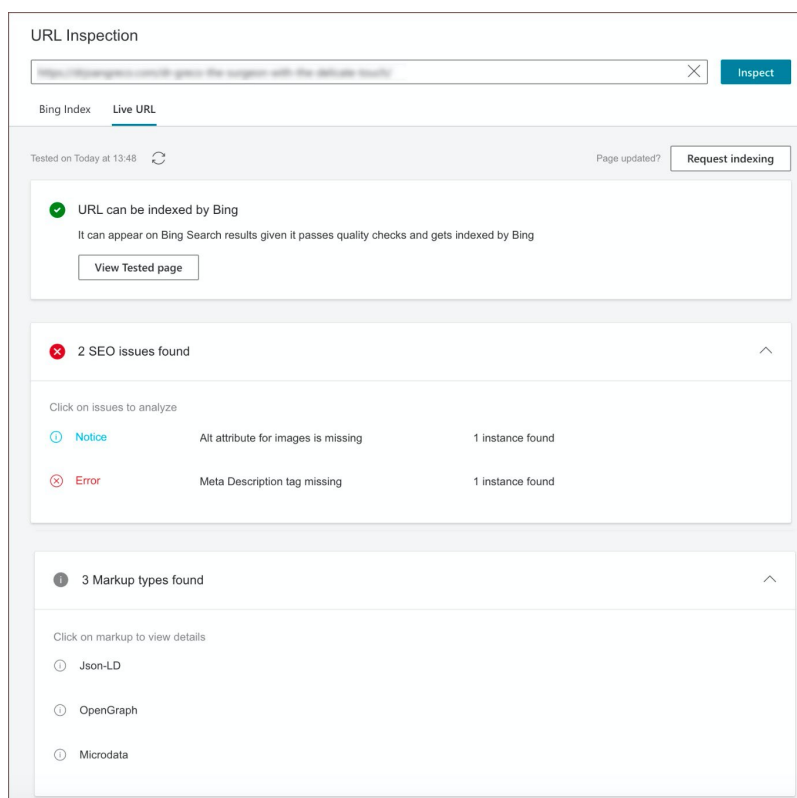 URL Inspection
Inspect
Bing Index Live URL
Tested on Today at 13:48 Page updated? Request indexing
URL can be indexed by Bing
It can appear on Bing Search results given it passes quality checks and gets indexed by Bing
View Tested page
2 SEO issues found
Click on issues to analyze
Notice Alt attribute for images is missing 1 instance found
Error Meta Description tag missing 1 instance found
3 Markup types found
Click on markup to view details
Json-LD
OpenGraph
Microdata